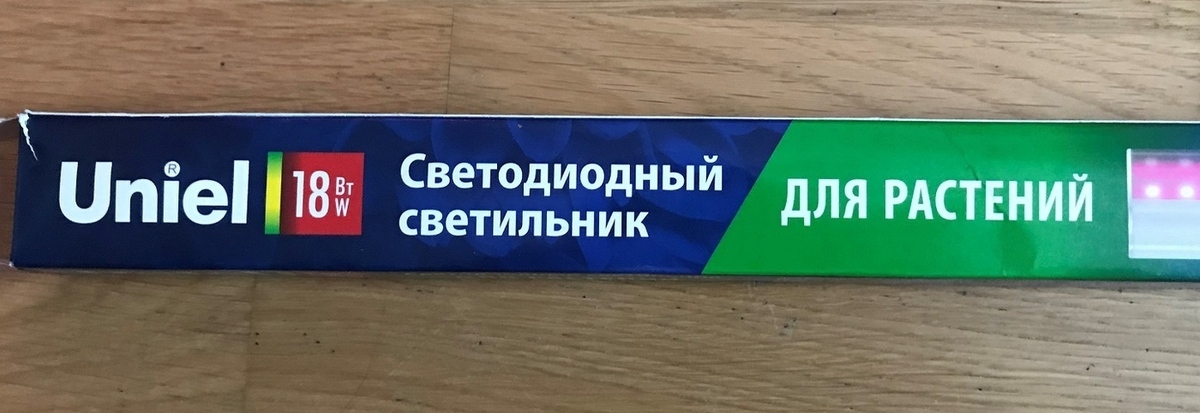 Uniel®
18 Вт W
Светодиодный
светильник
ДЛЯ РАСТЕНИЙ